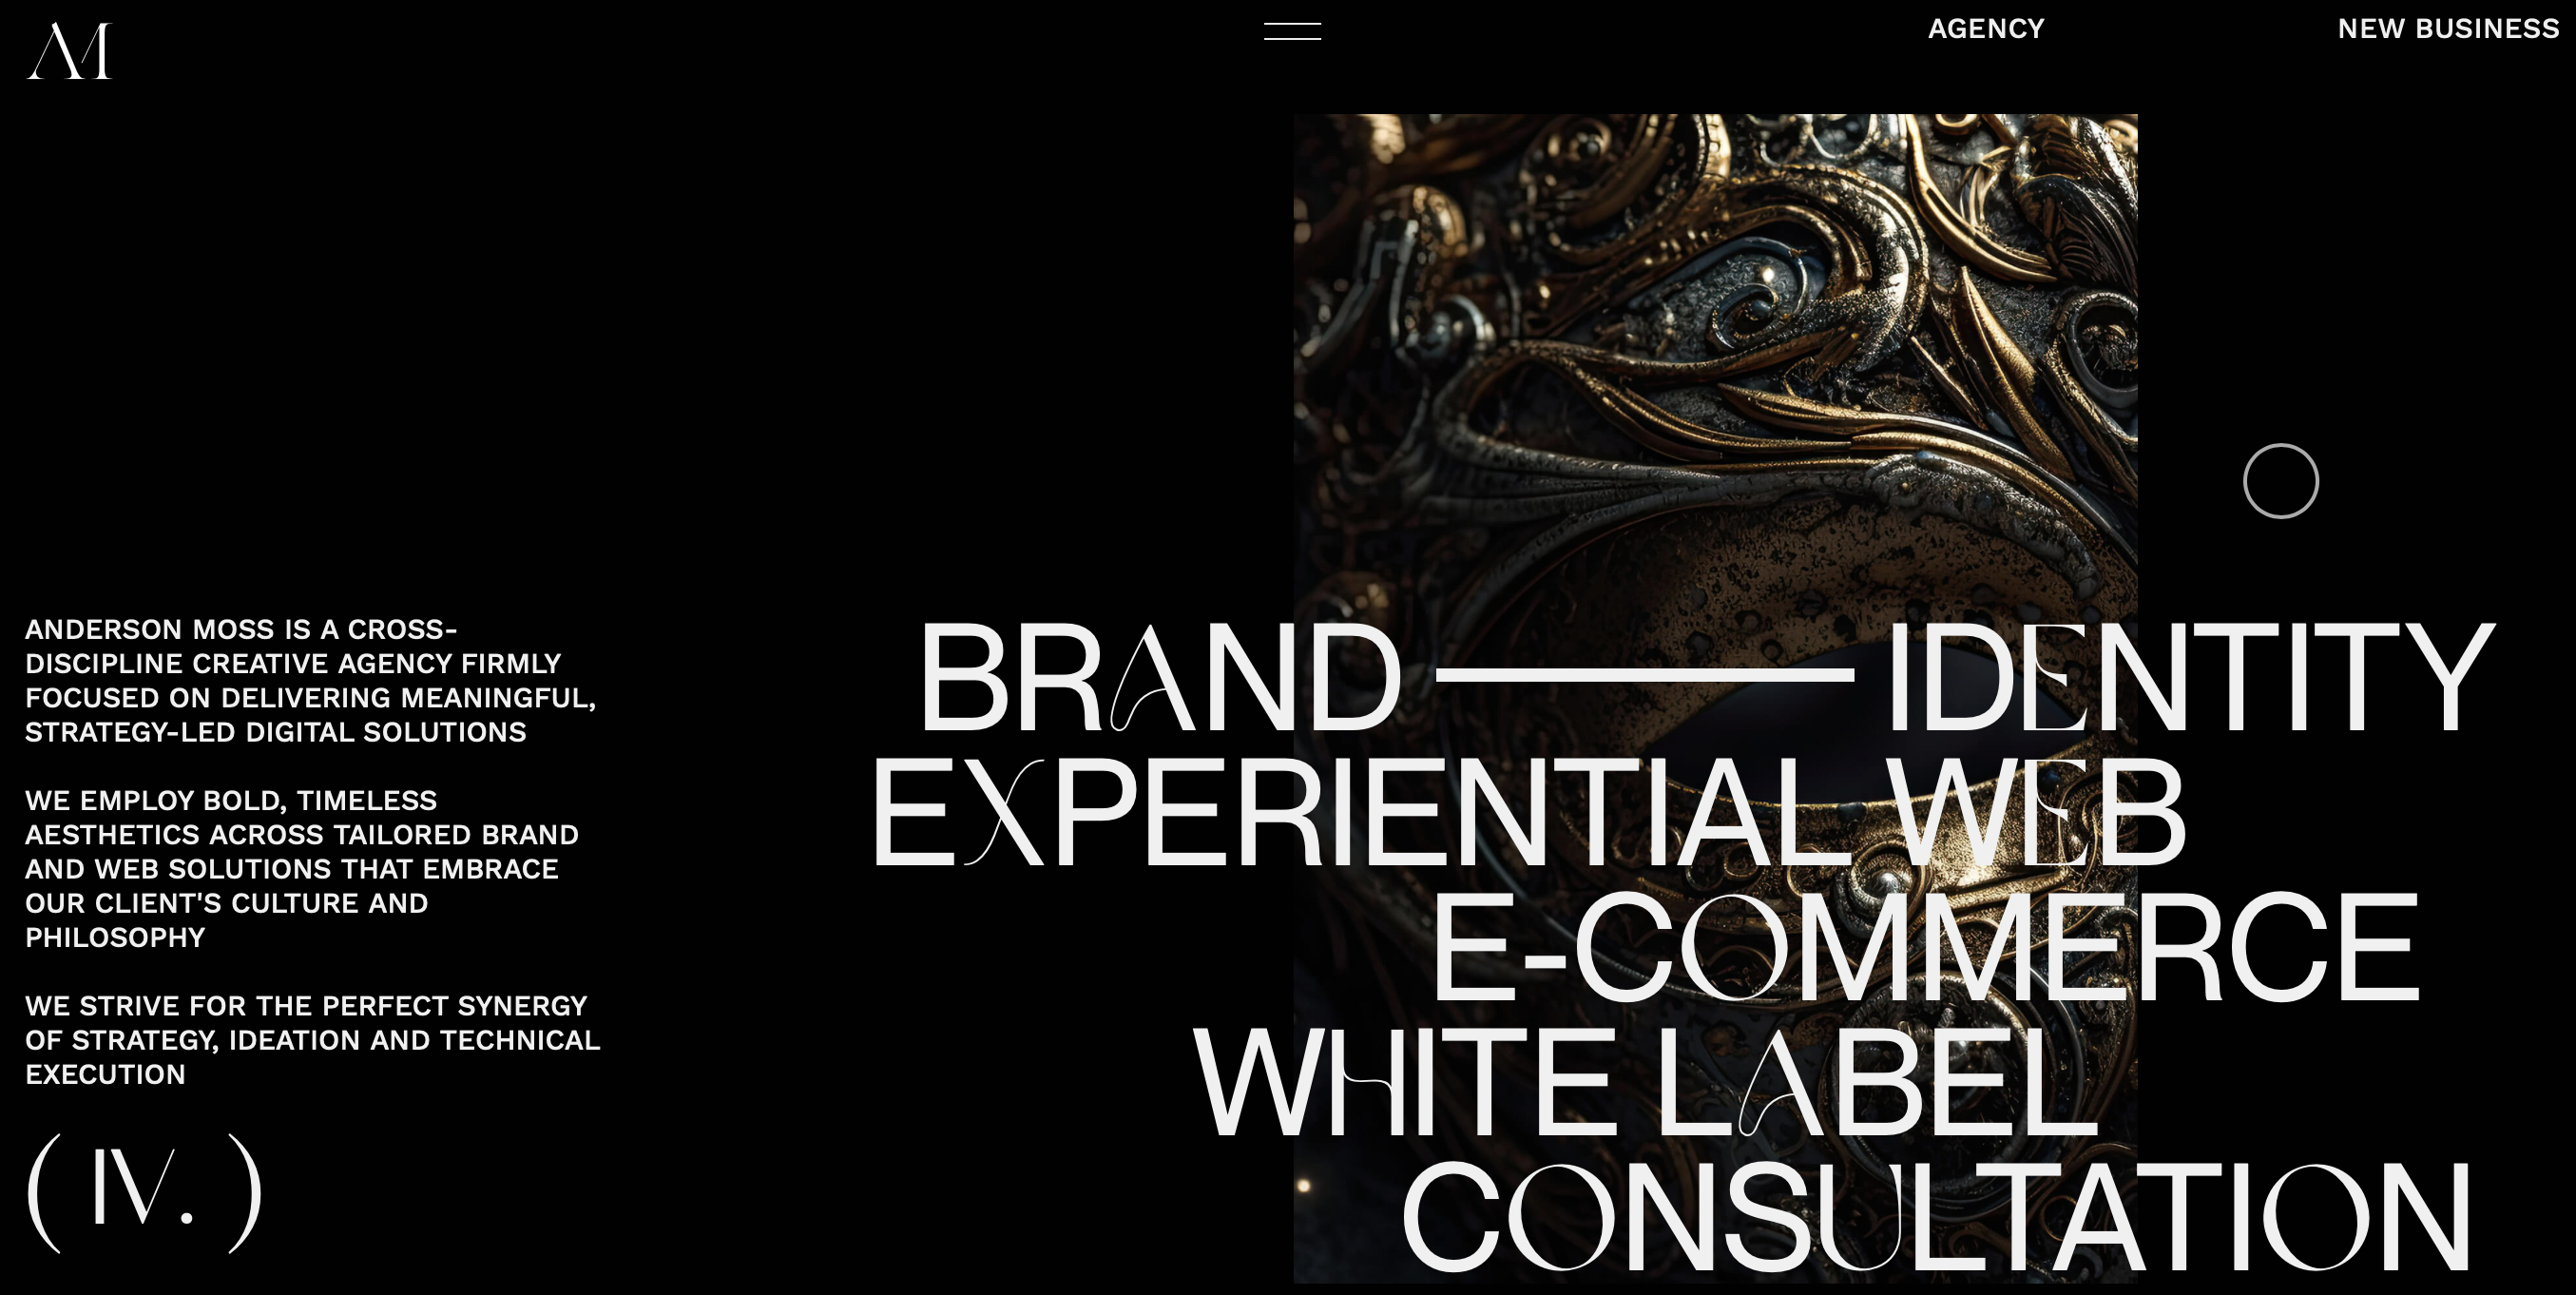 AM
AGENCY
NEW BUSINESS
ANDERSON MOSS IS A CROSS-
DISCIPLINE CREATIVE AGENCY FIRMLY
FOCUSED ON DELIVERING MEANINGFUL,
STRATEGY-LED DIGITAL SOLUTIONS
WE EMPLOY BOLD, TIMELESS
AESTHETICS ACROSS TAILORED BRAND
AND WEB SOLUTIONS THAT EMBRACE
OUR CLIENT'S CULTURE AND
PHILOSOPHY
WE STRIVE FOR THE PERFECT SYNERGY
OF STRATEGY, IDEATION AND TECHNICAL
EXECUTION
( IV. )
BRAND — IDENTITY
EXPERIENTIAL WEB
E-COMMERCE
WHITE LABEL
CONSULTATION